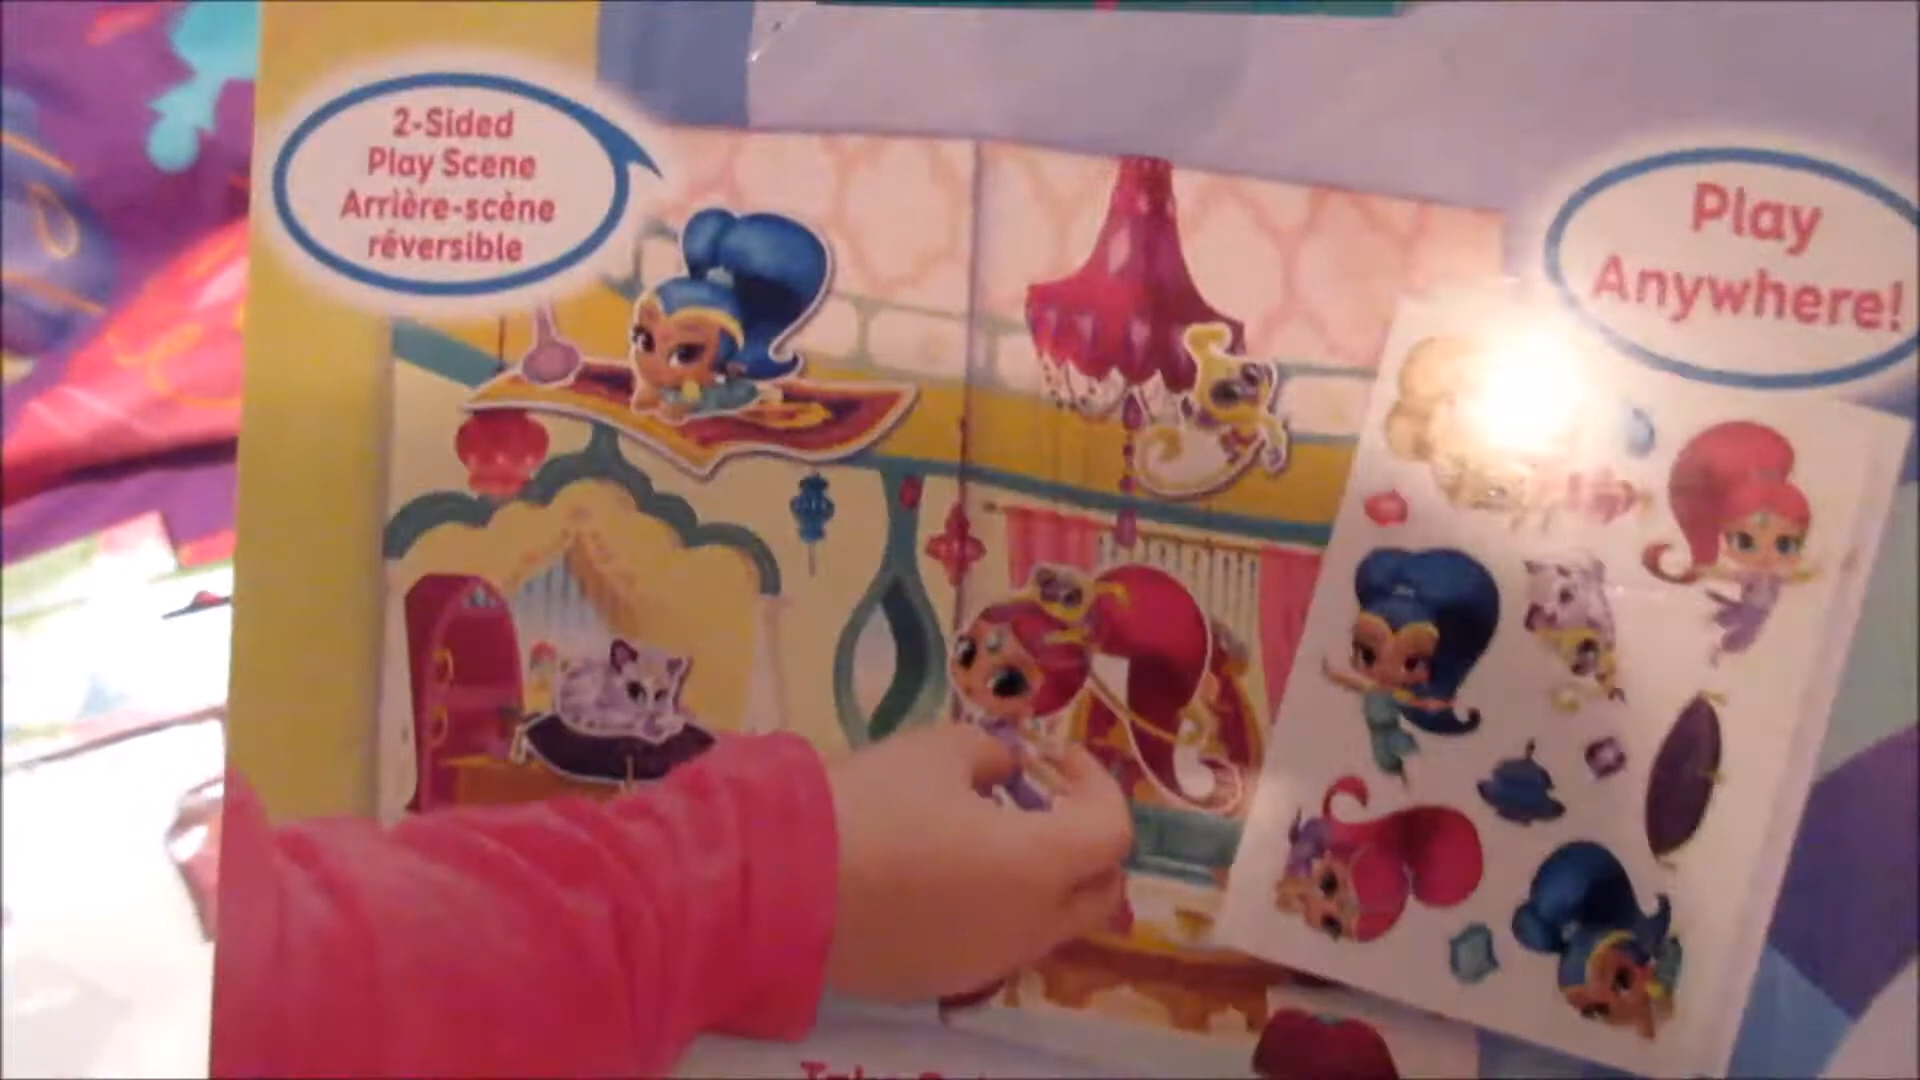 2-Sided
Play Scene
Arrière-scène
réversible
Play
Anywhere!